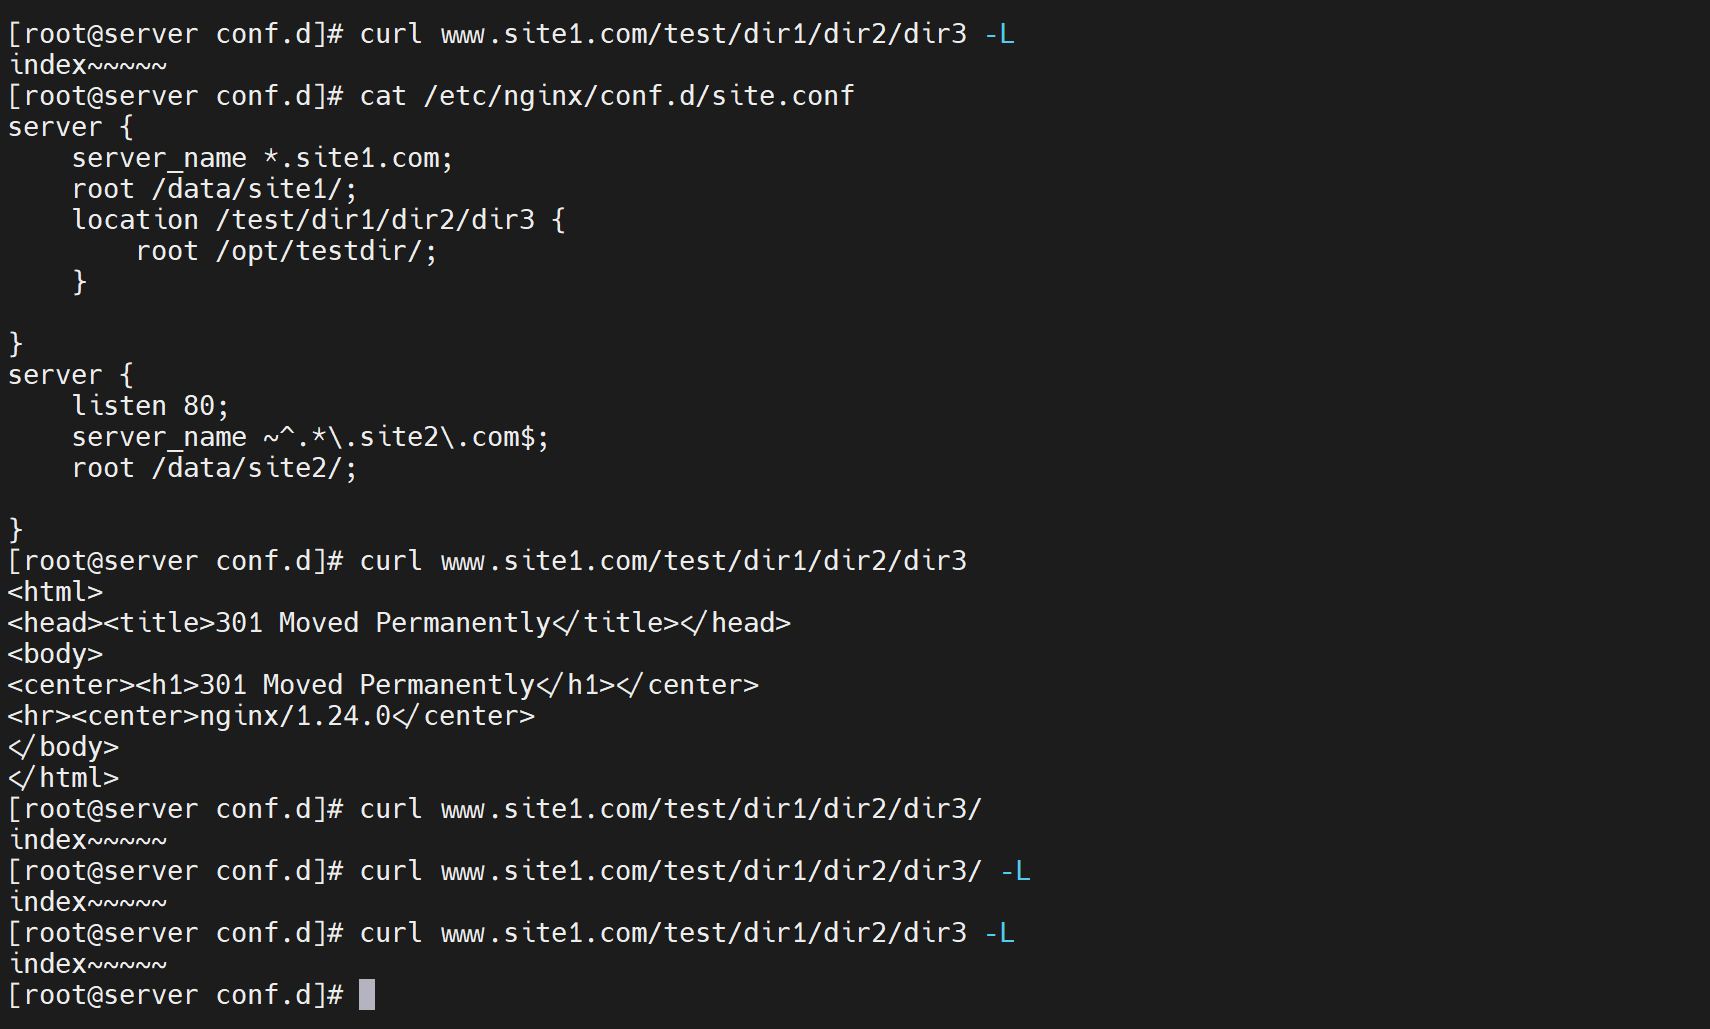 [root@server conf.d]# curl www.site1.com/test/dir1/dir2/dir3 -L
index~~~~~
[root@server conf.d]# cat /etc/nginx/conf.d/site.conf
server {
    server_name *.site1.com;
    root /data/site1/;
    location /test/dir1/dir2/dir3 {
        root /opt/testdir/;
    }

}
server {
    listen 80;
    server_name ~^.*\.site2\.com$;
    root /data/site2/;

}
[root@server conf.d]# curl www.site1.com/test/dir1/dir2/dir3
<html>
<head><title>301 Moved Permanently</title></head>
<body>
<center><h1>301 Moved Permanently</h1></center>
<hr><center>nginx/1.24.0</center>
</body>
</html>
[root@server conf.d]# curl www.site1.com/test/dir1/dir2/dir3/
index~~~~~
[root@server conf.d]# curl www.site1.com/test/dir1/dir2/dir3/ -L
index~~~~~
[root@server conf.d]# curl www.site1.com/test/dir1/dir2/dir3 -L
index~~~~~
[root@server conf.d]#